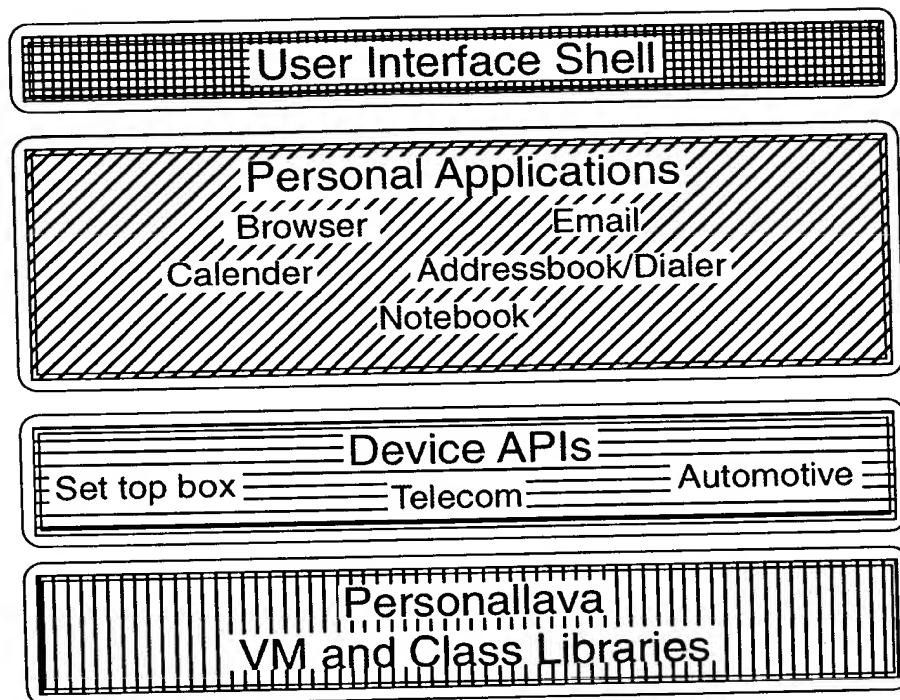 User Interface Shell
Personal Applications
Browser Email
Calender Addressbook/Dialer
Notebook
Device APIs
Set top box Telecom Automotive
Personallava
VM and Class Libraries